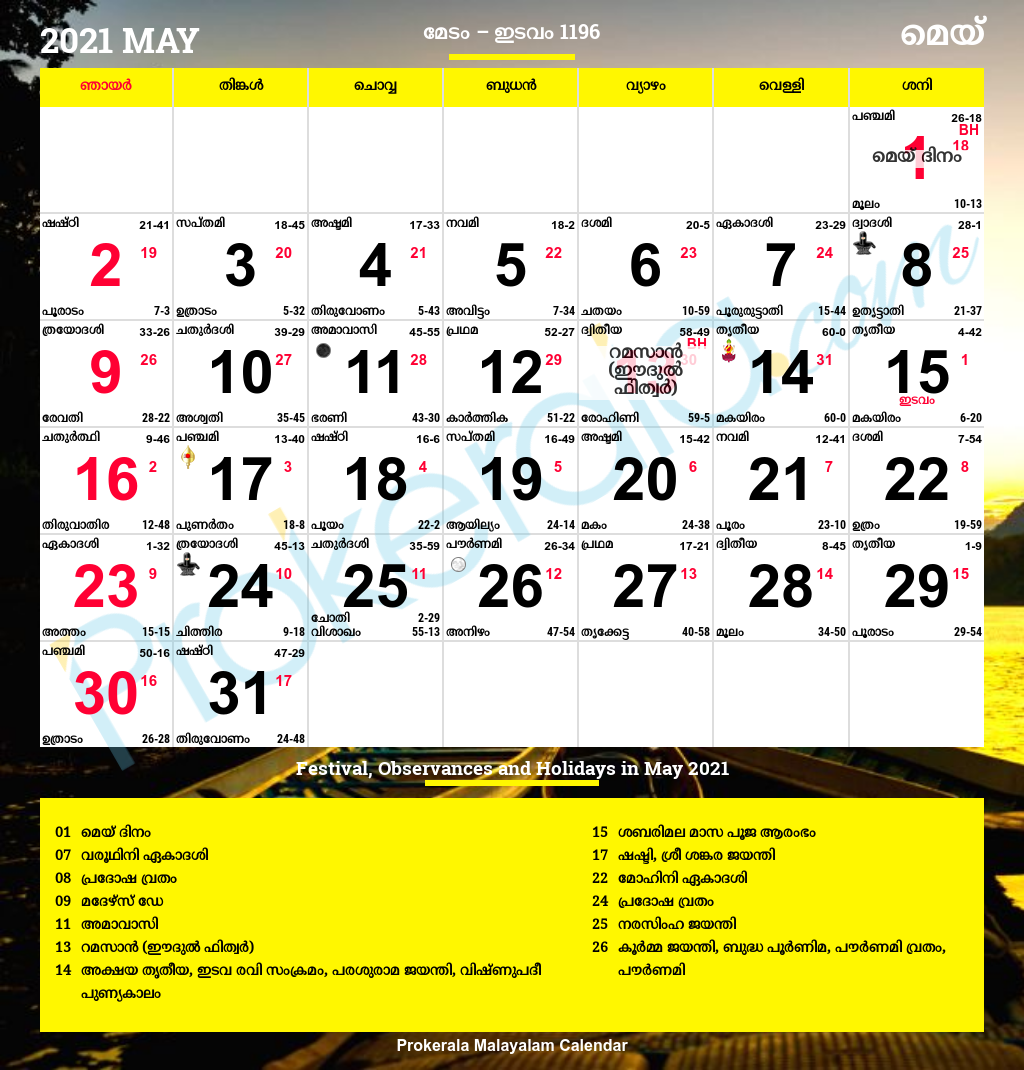 2021 MAY
മേടം – ഇടവം 1196
മെയ്
ഞായർ തിങ്കൾ ചൊവ്വ ബുധൻ വ്യാഴം വെള്ളി ശനി
പഞ്ചമി 26-18
BH
1 18
മെയ് ദിനം
മൂലം 10-13
ഷഷ്ഠി 21-41 സപ്തമി 18-45 അഷ്ടമി 17-33 നവമി 18-2 ദശമി 20-5 ഏകാദശി 23-29 ദ്വാദശി 28-1
2 19 3 20 4 21 5 22 6 23 7 24 8 25
പൂരാടം 7-3 ഉത്രാടം 5-32 തിരുവോണം 5-43 അവിട്ടം 7-34 ചതയം 10-59 പൂരുരുട്ടാതി 15-44 ഉതൃട്ടാതി 21-37
ത്രയോദശി 33-26 ചതുർദശി 39-29 അമാവാസി 45-55 പ്രഥമ 52-27 ദ്വിതീയ 58-49 തൃതീയ 60-0 തൃതീയ 4-42
BH
9 26 10 27 11 28 12 29 റമസാൻ 30 14 31 15 1
(ഈദുൽ
ഫിത്വർ)
ഇടവം
രേവതി 28-22 അശ്വതി 35-45 ഭരണി 43-30 കാർത്തിക 51-22 രോഹിണി 59-5 മകയിരം 60-0 മകയിരം 6-20
ചതുർത്ഥി 9-46 പഞ്ചമി 13-40 ഷഷ്ഠി 16-6 സപ്തമി 16-49 അഷ്ടമി 15-42 നവമി 12-41 ദശമി 7-54
16 2 17 3 18 4 19 5 20 6 21 7 22 8
തിരുവാതിര 12-48 പുണർതം 18-8 പൂയം 22-2 ആയില്യം 24-14 മകം 24-38 പൂരം 23-10 ഉത്രം 19-59
ഏകാദശി 1-32 ത്രയോദശി 45-13 ചതുർദശി 35-59 പൗർണമി 26-34 പ്രഥമ 17-21 ദ്വിതീയ 8-45 തൃതീയ 1-9
23 9 24 10 25 11 26 12 27 13 28 14 29 15
ചോതി 2-29
അത്തം 15-15 ചിത്തിര 9-18 വിശാഖം 55-13 അനിഴം 47-54 തൃക്കേട്ട 40-58 മൂലം 34-50 പൂരാടം 29-54
പഞ്ചമി 50-16 ഷഷ്ഠി 47-29
30 16 31 17
ഉത്രാടം 26-28 തിരുവോണം 24-48
Prokerala.com
Festival, Observances and Holidays in May 2021
01 മെയ് ദിനം
07 വരൂഥിനി ഏകാദശി
08 പ്രദോഷ വ്രതം
09 മദേഴ്സ് ഡേ
11 അമാവാസി
13 റമസാൻ (ഈദുൽ ഫിത്വർ)
14 അക്ഷയ തൃതീയ, ഇടവ രവി സംക്രമം, പരശുരാമ ജയന്തി, വിഷ്ണുപദീ
പുണ്യകാലം
15 ശബരിമല മാസ പൂജ ആരംഭം
17 ഷഷ്ടി, ശ്രീ ശങ്കര ജയന്തി
22 മോഹിനി ഏകാദശി
24 പ്രദോഷ വ്രതം
25 നരസിംഹ ജയന്തി
26 കൂർമ്മ ജയന്തി, ബുദ്ധ പൂർണിമ, പൗർണമി വ്രതം,
പൗർണമി
Prokerala Malayalam Calendar